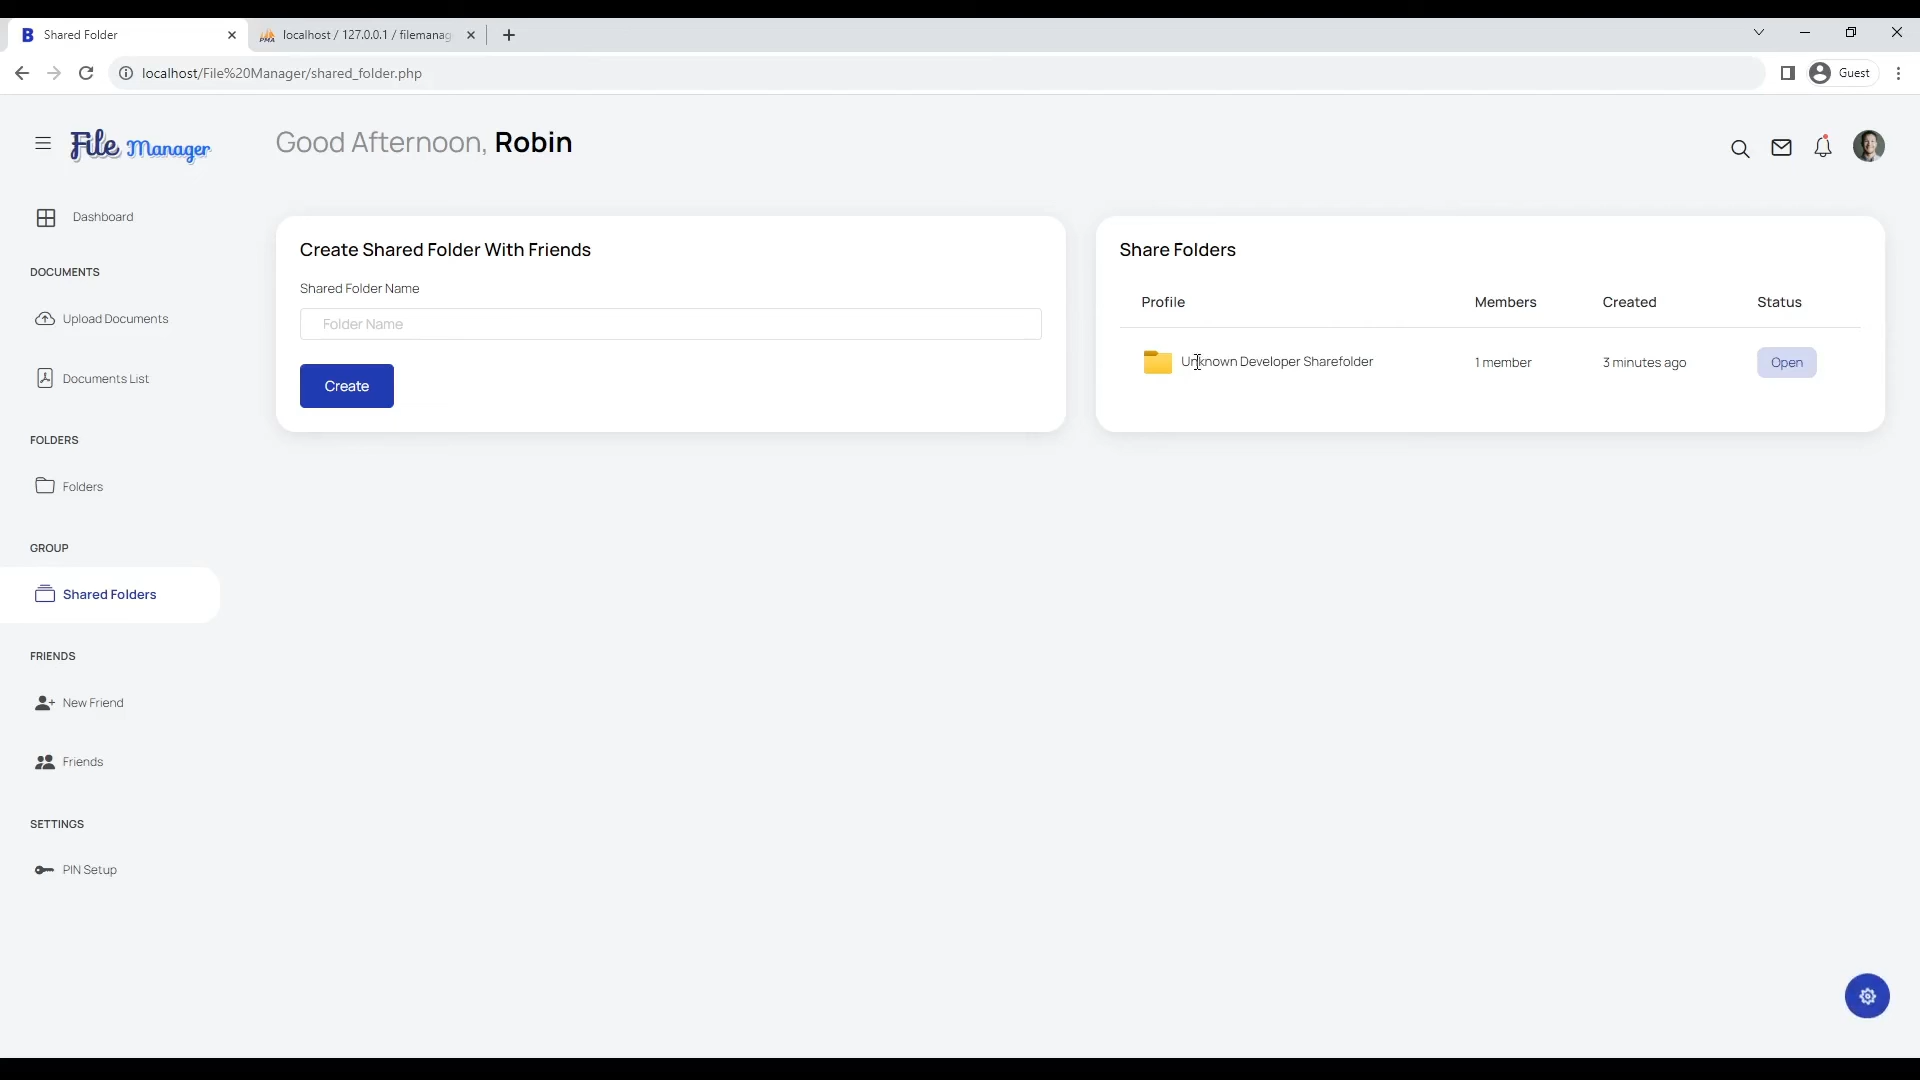 Shared Folder
localhost / 127.0.0.1 / filemanag
localhost/File%20Manager/shared_folder.php
Guest
File Manager
Good Afternoon, Robin
Dashboard
DOCUMENTS
Upload Documents
Documents List
FOLDERS
Folders
GROUP
Shared Folders
FRIENDS
New Friend
Friends
SETTINGS
PIN Setup
Create Shared Folder With Friends
Shared Folder Name
Folder Name
Create
Share Folders
Profile Members Created Status
Unknown Developer Sharefolder 1 member 3 minutes ago Open